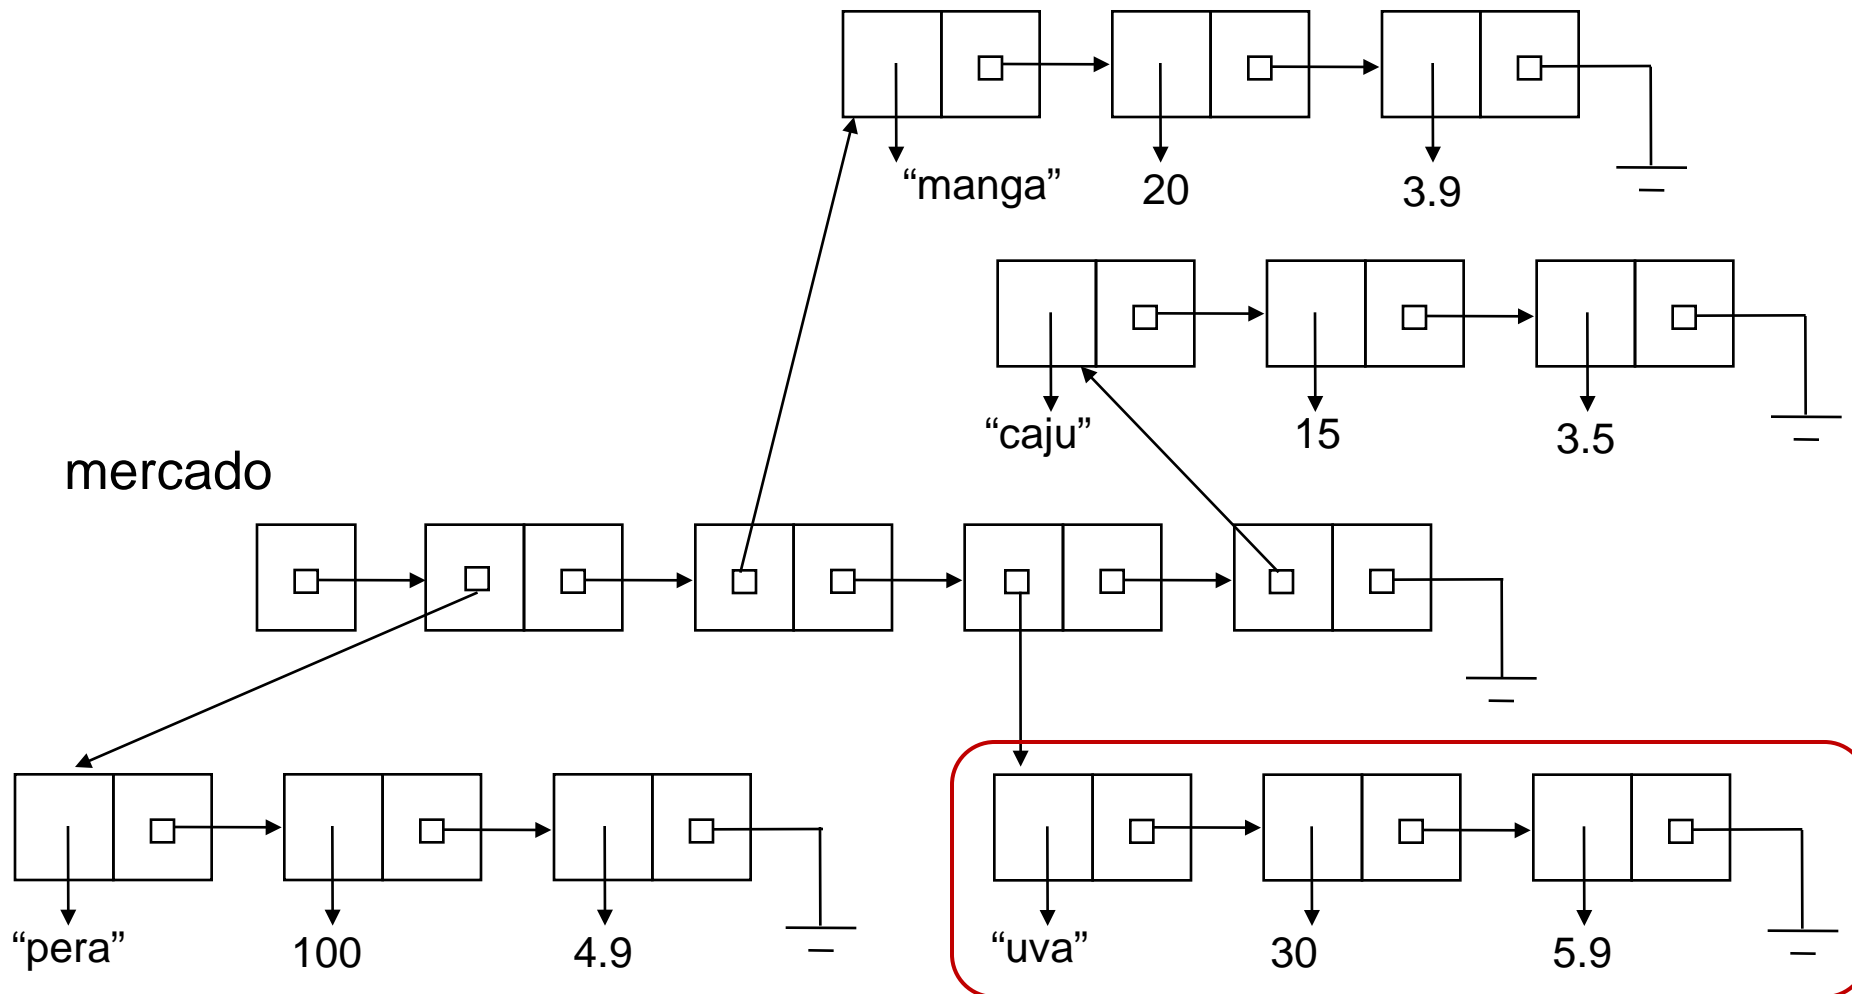 “manga” 20 3.9
“caju” 15 3.5
mercado
“pera” 100 4.9 “uva” 30 5.9